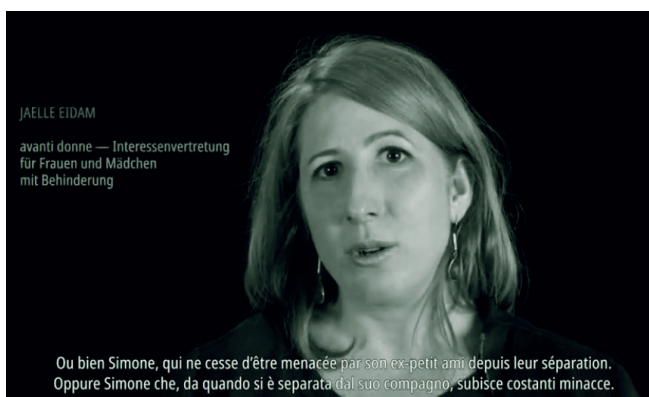 JAELLE EIDAM
avanti donne — Interessenvertretung
für Frauen und Mädchen
mit Behinderung
Ou bien Simone, qui ne cesse d'être menacée par son ex-petit ami depuis leur séparation.
Oppure Simone che, da quando si è separata dal suo compagno, subisce costanti minacce.